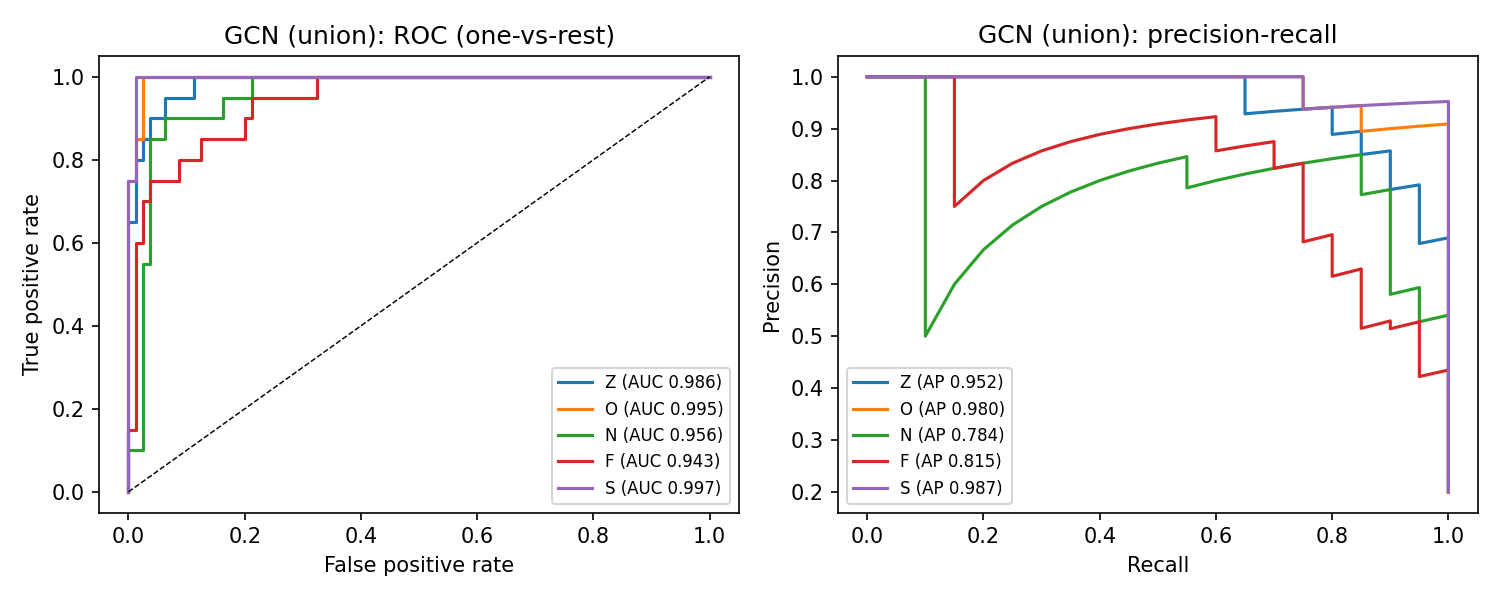 GCN (union): ROC (one-vs-rest)
True positive rate
1.0
0.8
0.6
0.4
0.2
0.0
0.0 0.2 0.4 0.6 0.8 1.0
False positive rate
Z (AUC 0.986)
O (AUC 0.995)
N (AUC 0.956)
F (AUC 0.943)
S (AUC 0.997)
GCN (union): precision-recall
Precision
1.0
0.9
0.8
0.7
0.6
0.5
0.4
0.3
0.2
0.0 0.2 0.4 0.6 0.8 1.0
Recall
Z (AP 0.952)
O (AP 0.980)
N (AP 0.784)
F (AP 0.815)
S (AP 0.987)